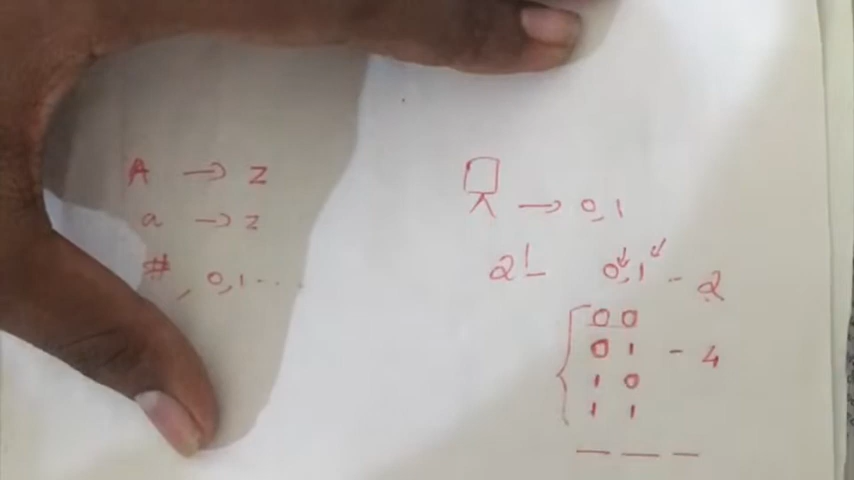 A → Z
a → z
#, 0,1...
→ 0,1
2! 0,1 - 2
0 0
0 1 - 4
1 0
1 1